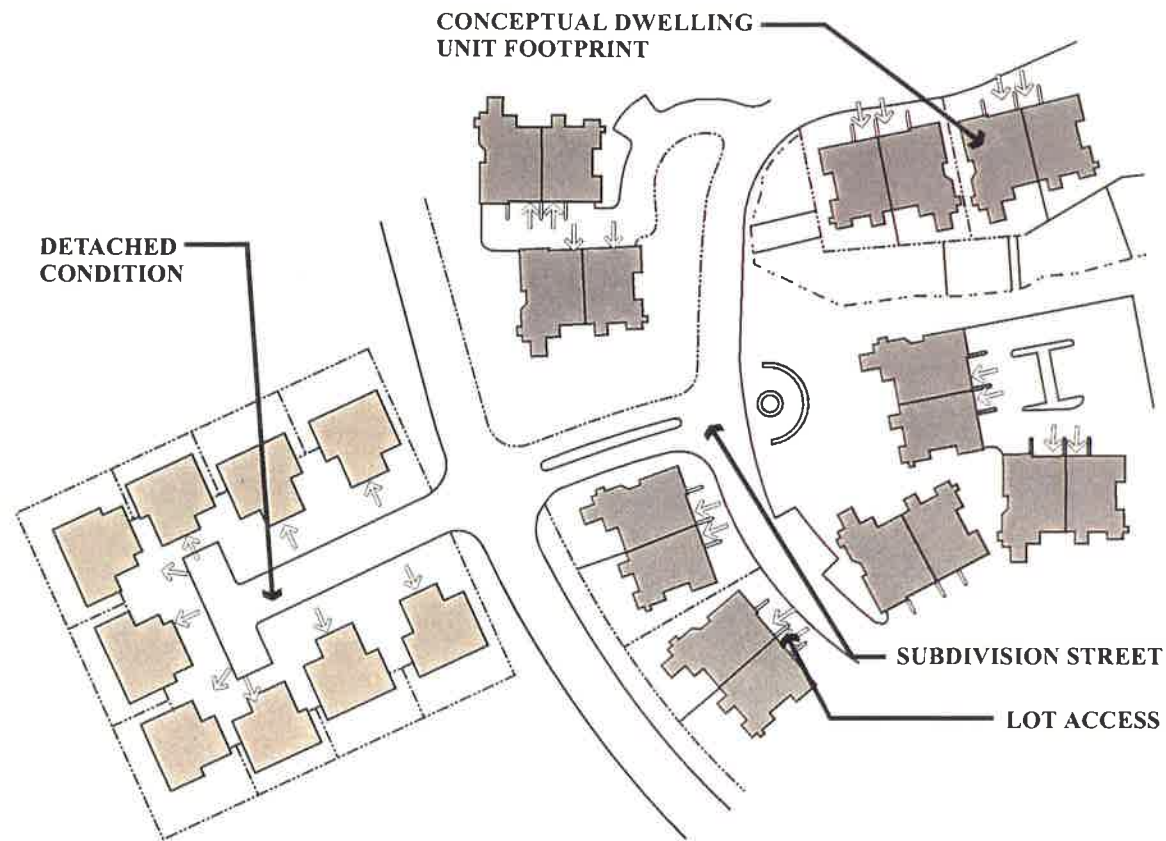 CONCEPTUAL DWELLING
UNIT FOOTPRINT
DETACHED
CONDITION
SUBDIVISION STREET
LOT ACCESS